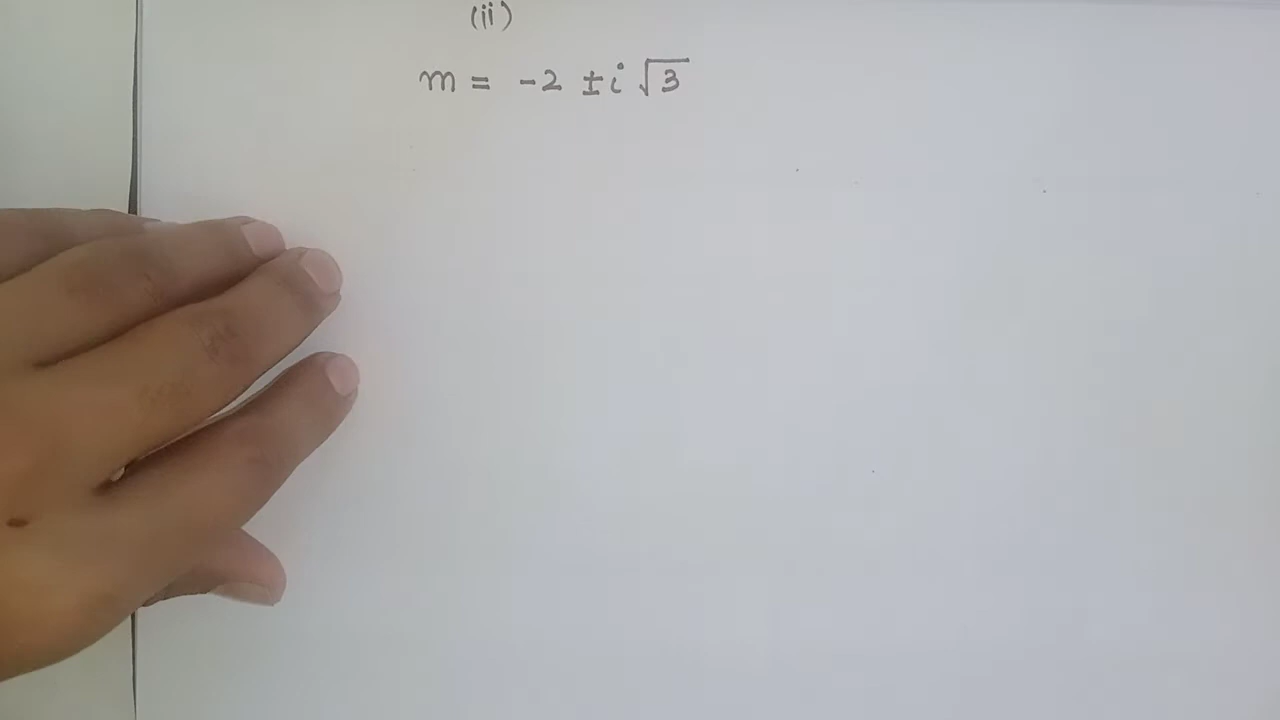 (ii)
m = -2 ± i √3